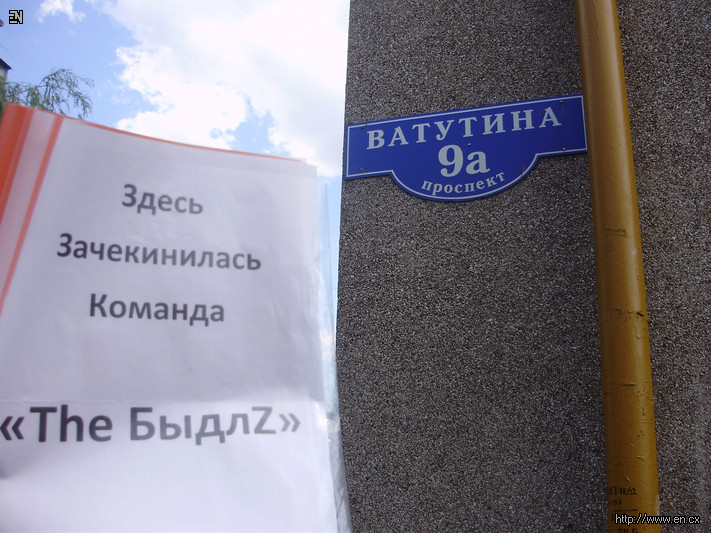 EN
ВАТУТИНА
9а
проспект
Здесь
Зачекинилась
Команда
«The БыдлZ»
http://www.en.cx